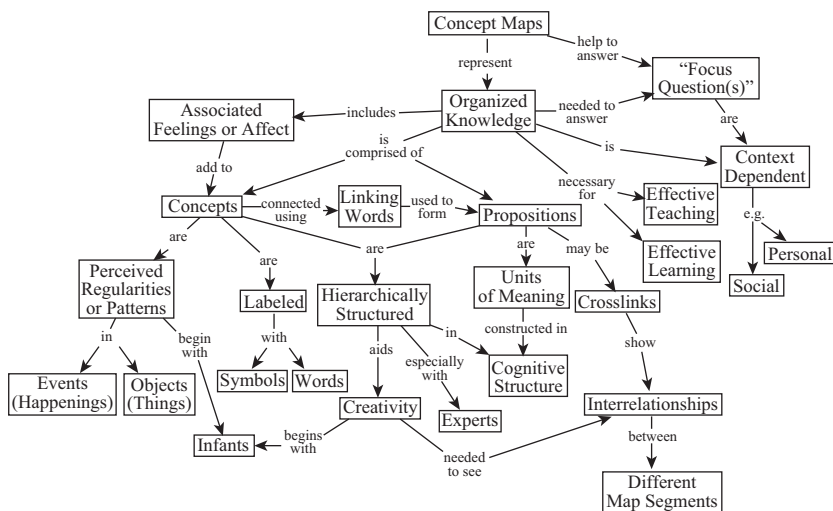 Concept Maps
help to
answer
represent
“Focus
Question(s)”
Associated
Feelings or Affect
includes
Organized
Knowledge
needed to
answer
are
is
comprised of
is
Context
Dependent
add to
necessary
for
Effective
Teaching
Concepts
connected
using
Linking
Words
used to
form
Propositions
e.g.
are
are
are
are
may be
Effective
Learning
Personal
Social
Perceived
Regularities
or Patterns
Labeled
Hierarchically
Structured
Units
of Meaning
Crosslinks
in
begin
with
with
aids
especially
with
in
constructed in
show
Events
(Happenings)
Objects
(Things)
Symbols
Words
Cognitive
Structure
Creativity
Experts
Interrelationships
Infants
begins
with
needed
to see
between
Different
Map Segments